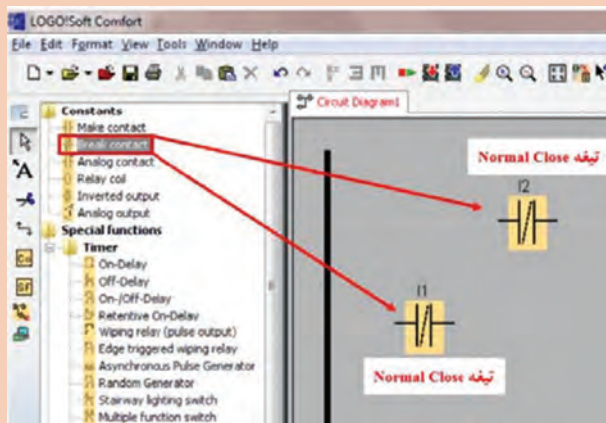 LOGO!Soft Comfort
File Edit Format View Tools Window Help
Circuit Diagram1
Constants
Make contact
Break contact
Analog contact
Relay coil
Inverted output
Analog output
Special functions
Timer
On-Delay
Off-Delay
On-/Off-Delay
Retentive On-Delay
Wiping relay (pulse output)
Edge triggered wiping relay
Asynchronous Pulse Generator
Random Generator
Stairway lighting switch
Multiple function switch
تیغه Normal Close
I2
I1
تیغه Normal Close